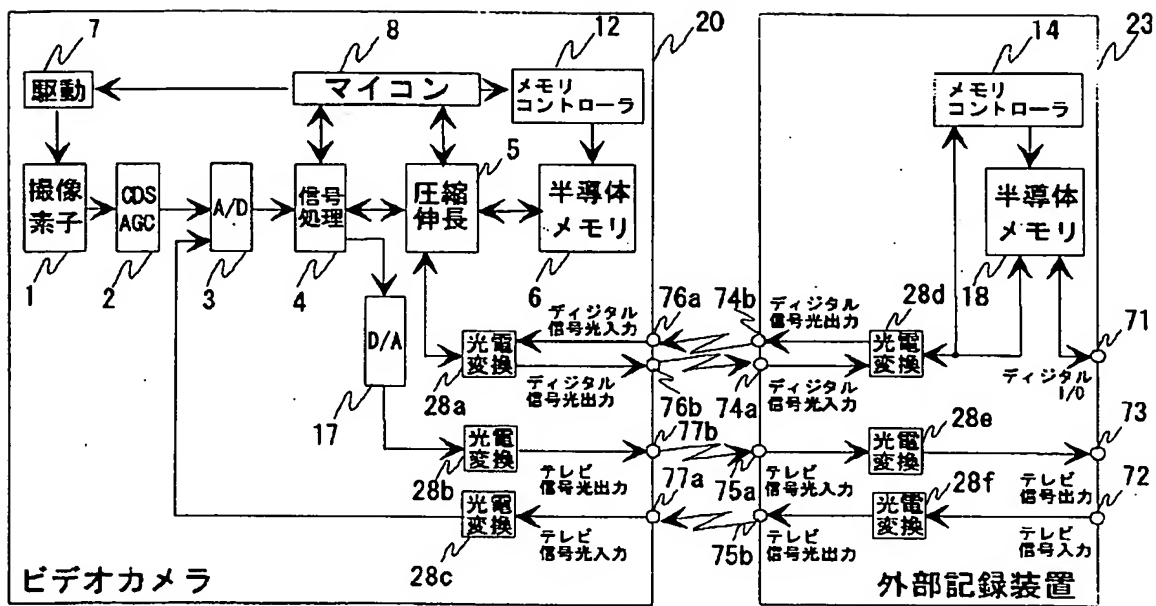 7
8
12
20
14
23
駆動
マイコン
メモリ
コントローラ
メモリ
コントローラ
5
撮像
素子
CDS
AGC
A/D
信号
処理
圧縮
伸長
半導体
メモリ
半導体
メモリ
1
2
3
4
6
18
76a
74b
28d
71
D/A
ディジタル
信号光入力
ディジタル
信号光出力
光電
変換
光電
変換
28a
ディジタル
信号光出力
ディジタル
信号光入力
ディジタル
I/O
17
76b
74a
77b
28e
73
光電
変換
光電
変換
28b
テレビ
信号光出力
77a
75a
テレビ
信号光入力
28f
テレビ
信号出力
72
光電
変換
光電
変換
28c
テレビ
信号光入力
75b
テレビ
信号光出力
テレビ
信号入力
ビデオカメラ
外部記録装置